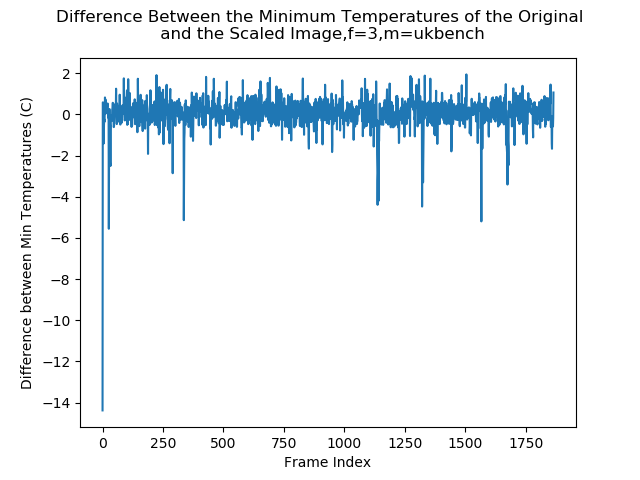 Difference Between the Minimum Temperatures of the Original
and the Scaled Image,f=3,m=ukbench
2
0
−2
−4
−6
−8
−10
−12
−14
Difference between Min Temperatures (C)
0 250 500 750 1000 1250 1500 1750
Frame Index